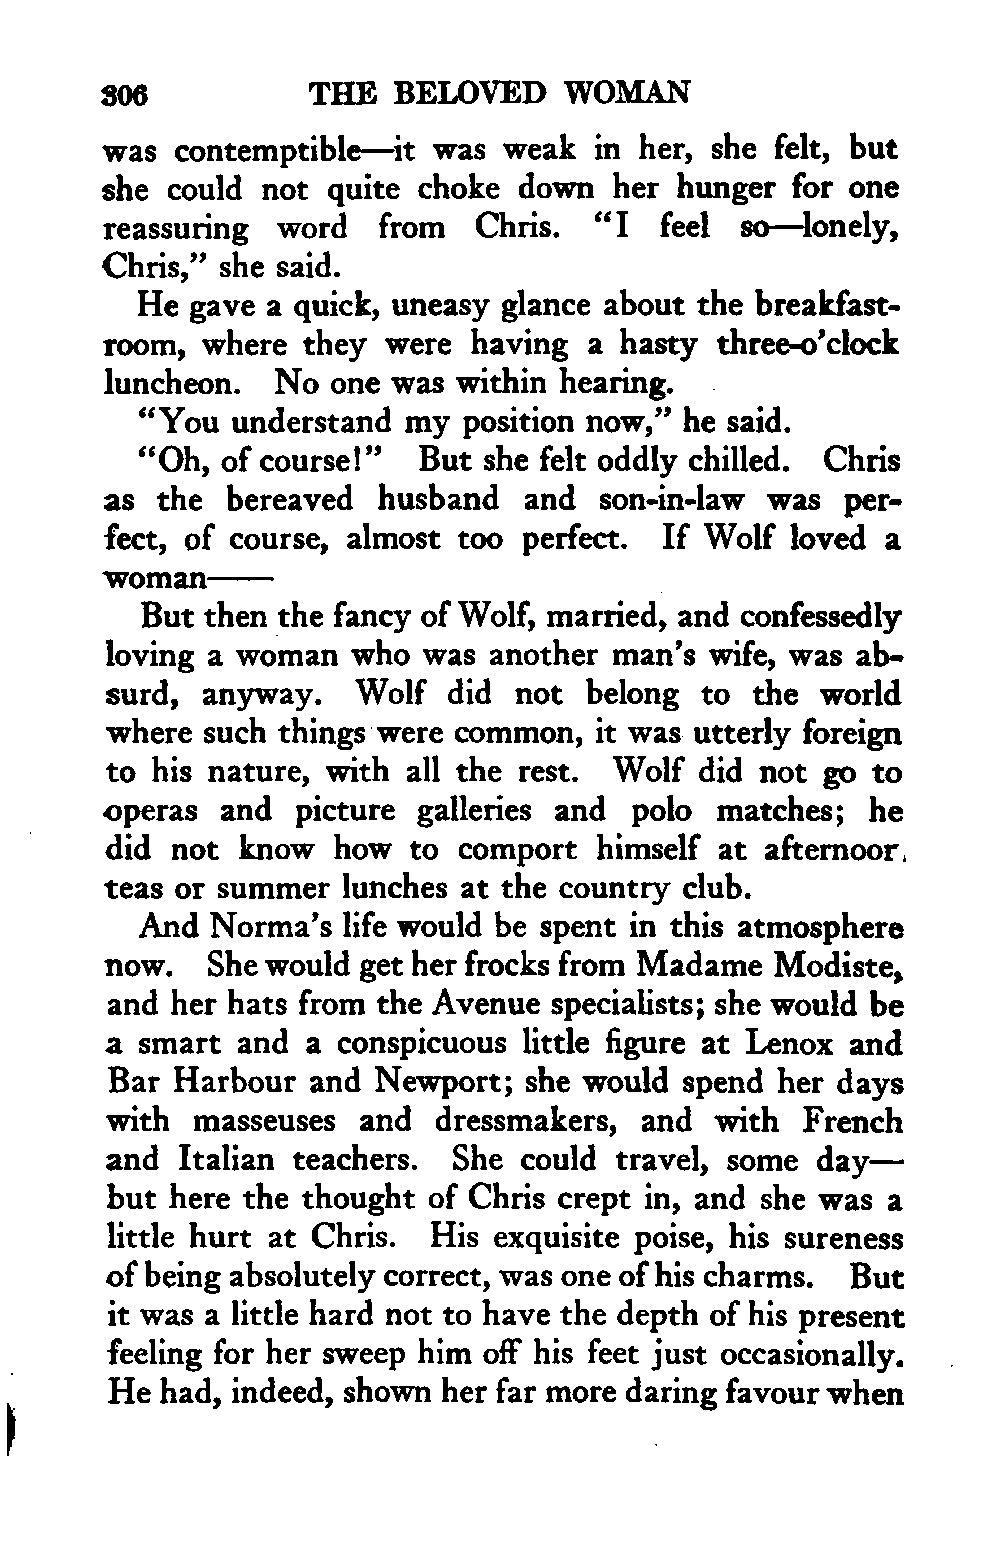 306 THE BELOVED WOMAN
was contemptible—it was weak in her, she felt, but
she could not quite choke down her hunger for one
reassuring word from Chris. “I feel so—lonely,
Chris,” she said.
He gave a quick, uneasy glance about the breakfast-
room, where they were having a hasty three-o’clock
luncheon. No one was within hearing.
“You understand my position now,” he said.
“Oh, of course!” But she felt oddly chilled. Chris
as the bereaved husband and son-in-law was per-
fect, of course, almost too perfect. If Wolf loved a
woman——
But then the fancy of Wolf, married, and confessedly
loving a woman who was another man’s wife, was ab-
surd, anyway. Wolf did not belong to the world
where such things were common, it was utterly foreign
to his nature, with all the rest. Wolf did not go to
operas and picture galleries and polo matches; he
did not know how to comport himself at afternoon
teas or summer lunches at the country club.
And Norma’s life would be spent in this atmosphere
now. She would get her frocks from Madame Modiste,
and her hats from the Avenue specialists; she would be
a smart and a conspicuous little figure at Lenox and
Bar Harbour and Newport; she would spend her days
with masseuses and dressmakers, and with French
and Italian teachers. She could travel, some day—
but here the thought of Chris crept in, and she was a
little hurt at Chris. His exquisite poise, his sureness
of being absolutely correct, was one of his charms. But
it was a little hard not to have the depth of his present
feeling for her sweep him off his feet just occasionally.
He had, indeed, shown her far more daring favour when